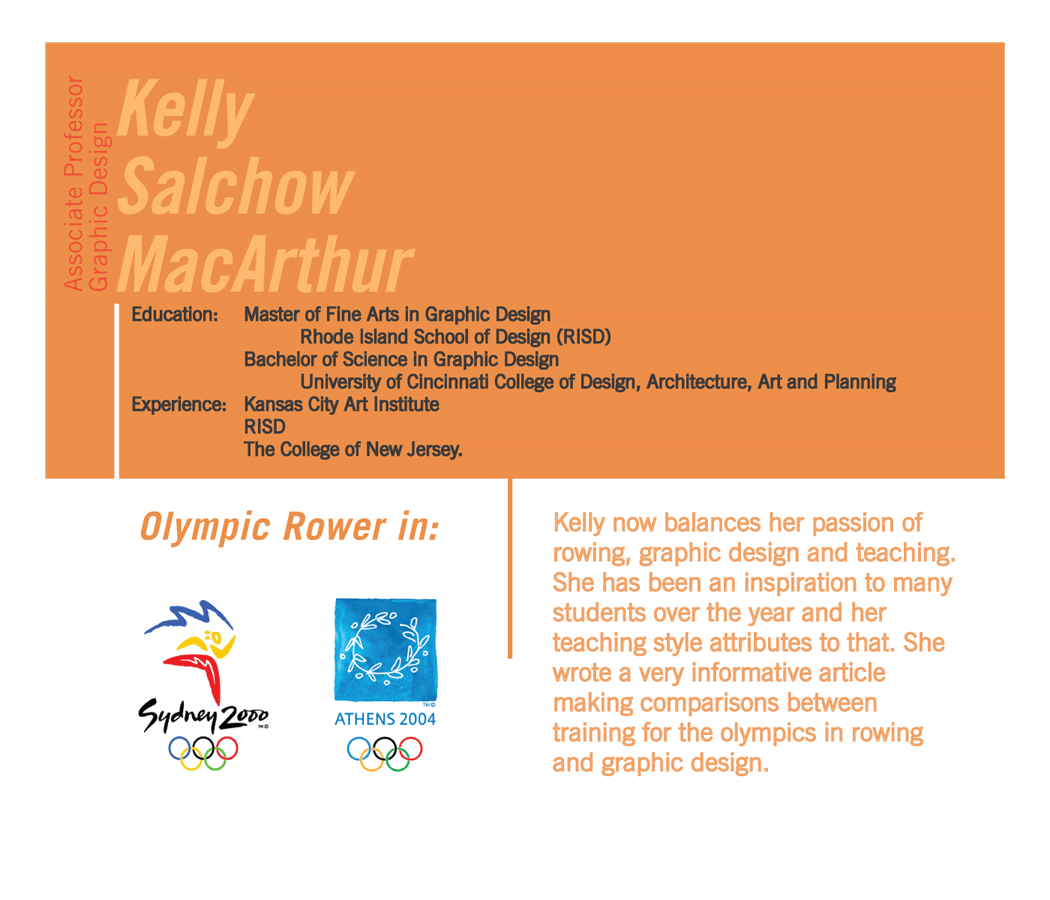 Associate Professor
Graphic Design
Kelly
Salchow
MacArthur
Education: Master of Fine Arts in Graphic Design
Rhode Island School of Design (RISD)
Bachelor of Science in Graphic Design
University of Cincinnati College of Design, Architecture, Art and Planning
Experience: Kansas City Art Institute
RISD
The College of New Jersey.
Olympic Rower in:
Sydney 2000 ™©
™©
ATHENS 2004
Kelly now balances her passion of
rowing, graphic design and teaching.
She has been an inspiration to many
students over the year and her
teaching style attributes to that. She
wrote a very informative article
making comparisons between
training for the olympics in rowing
and graphic design.